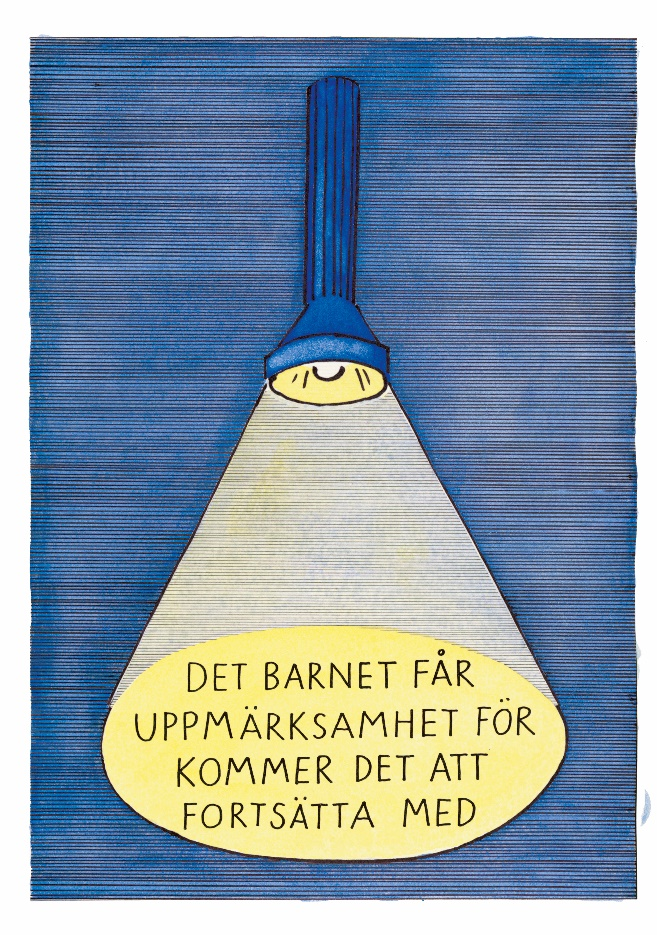 DET BARNET FÅR
UPPMÄRKSAMHET FÖR
KOMMER DET ATT
FORTSÄTTA MED